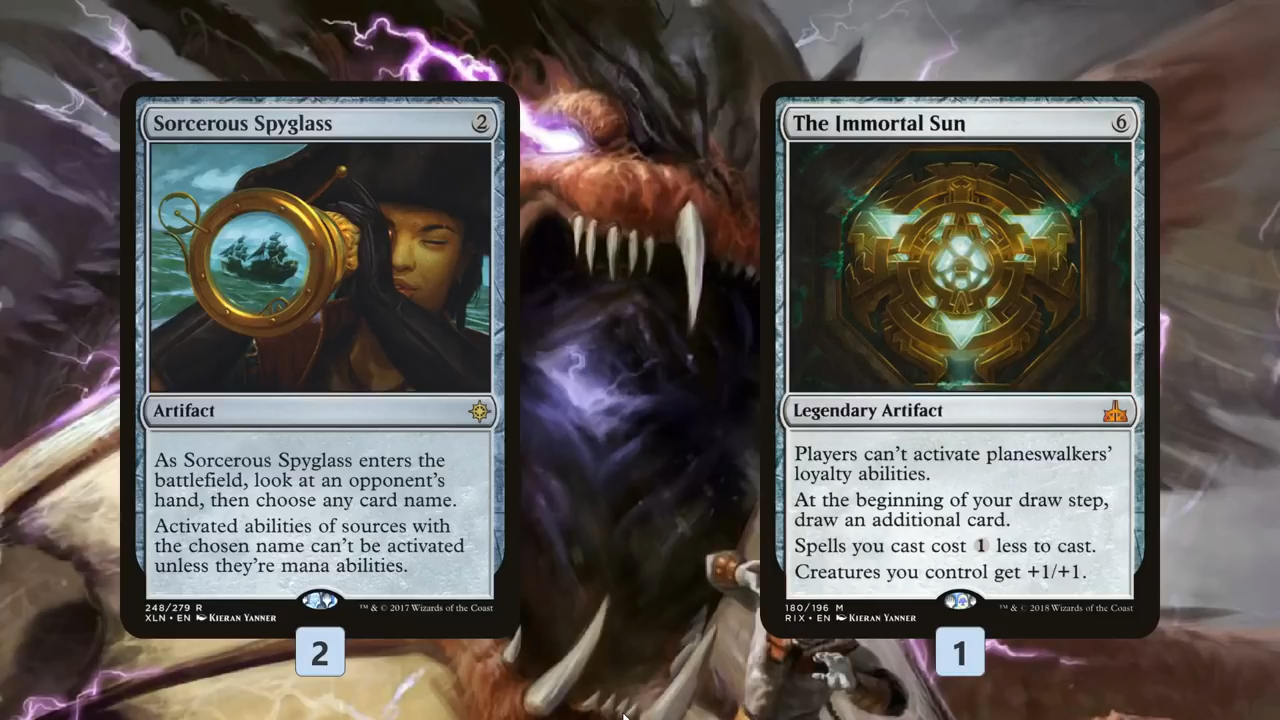 Sorcerous Spyglass 2
Artifact
As Sorcerous Spyglass enters the
battlefield, look at an opponent's
hand, then choose any card name.
Activated abilities of sources with
the chosen name can't be activated
unless they're mana abilities.
248/279 R
XLN • EN KIERAN YANNER
™ & © 2017 Wizards of the Coast
2
The Immortal Sun 6
Legendary Artifact
Players can't activate planeswalkers'
loyalty abilities.
At the beginning of your draw step,
draw an additional card.
Spells you cast cost 1 less to cast.
Creatures you control get +1/+1.
180/196 M
RIX • EN KIERAN YANNER
™ & © 2018 Wizards of the Coast
1